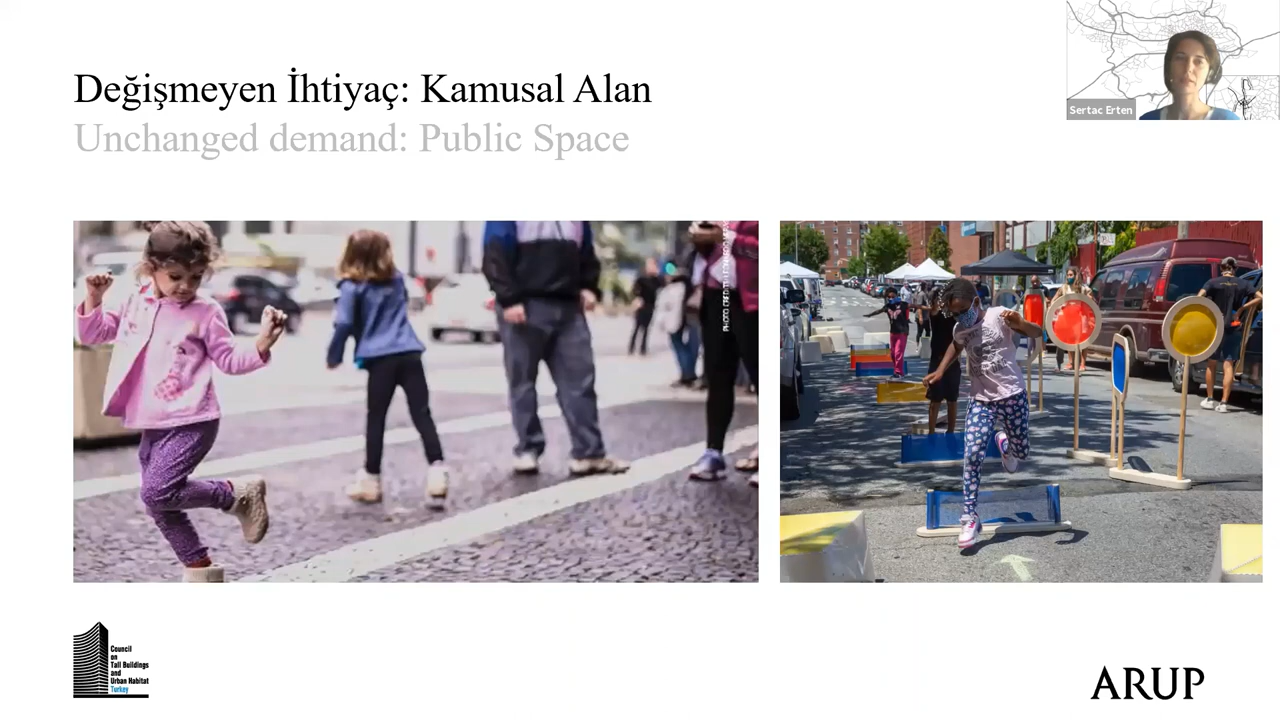 Değişmeyen İhtiyaç: Kamusal Alan
Unchanged demand: Public Space
Sertac Erten
Council
on
Tall Buildings
and
Urban Habitat
Turkey
ARUP